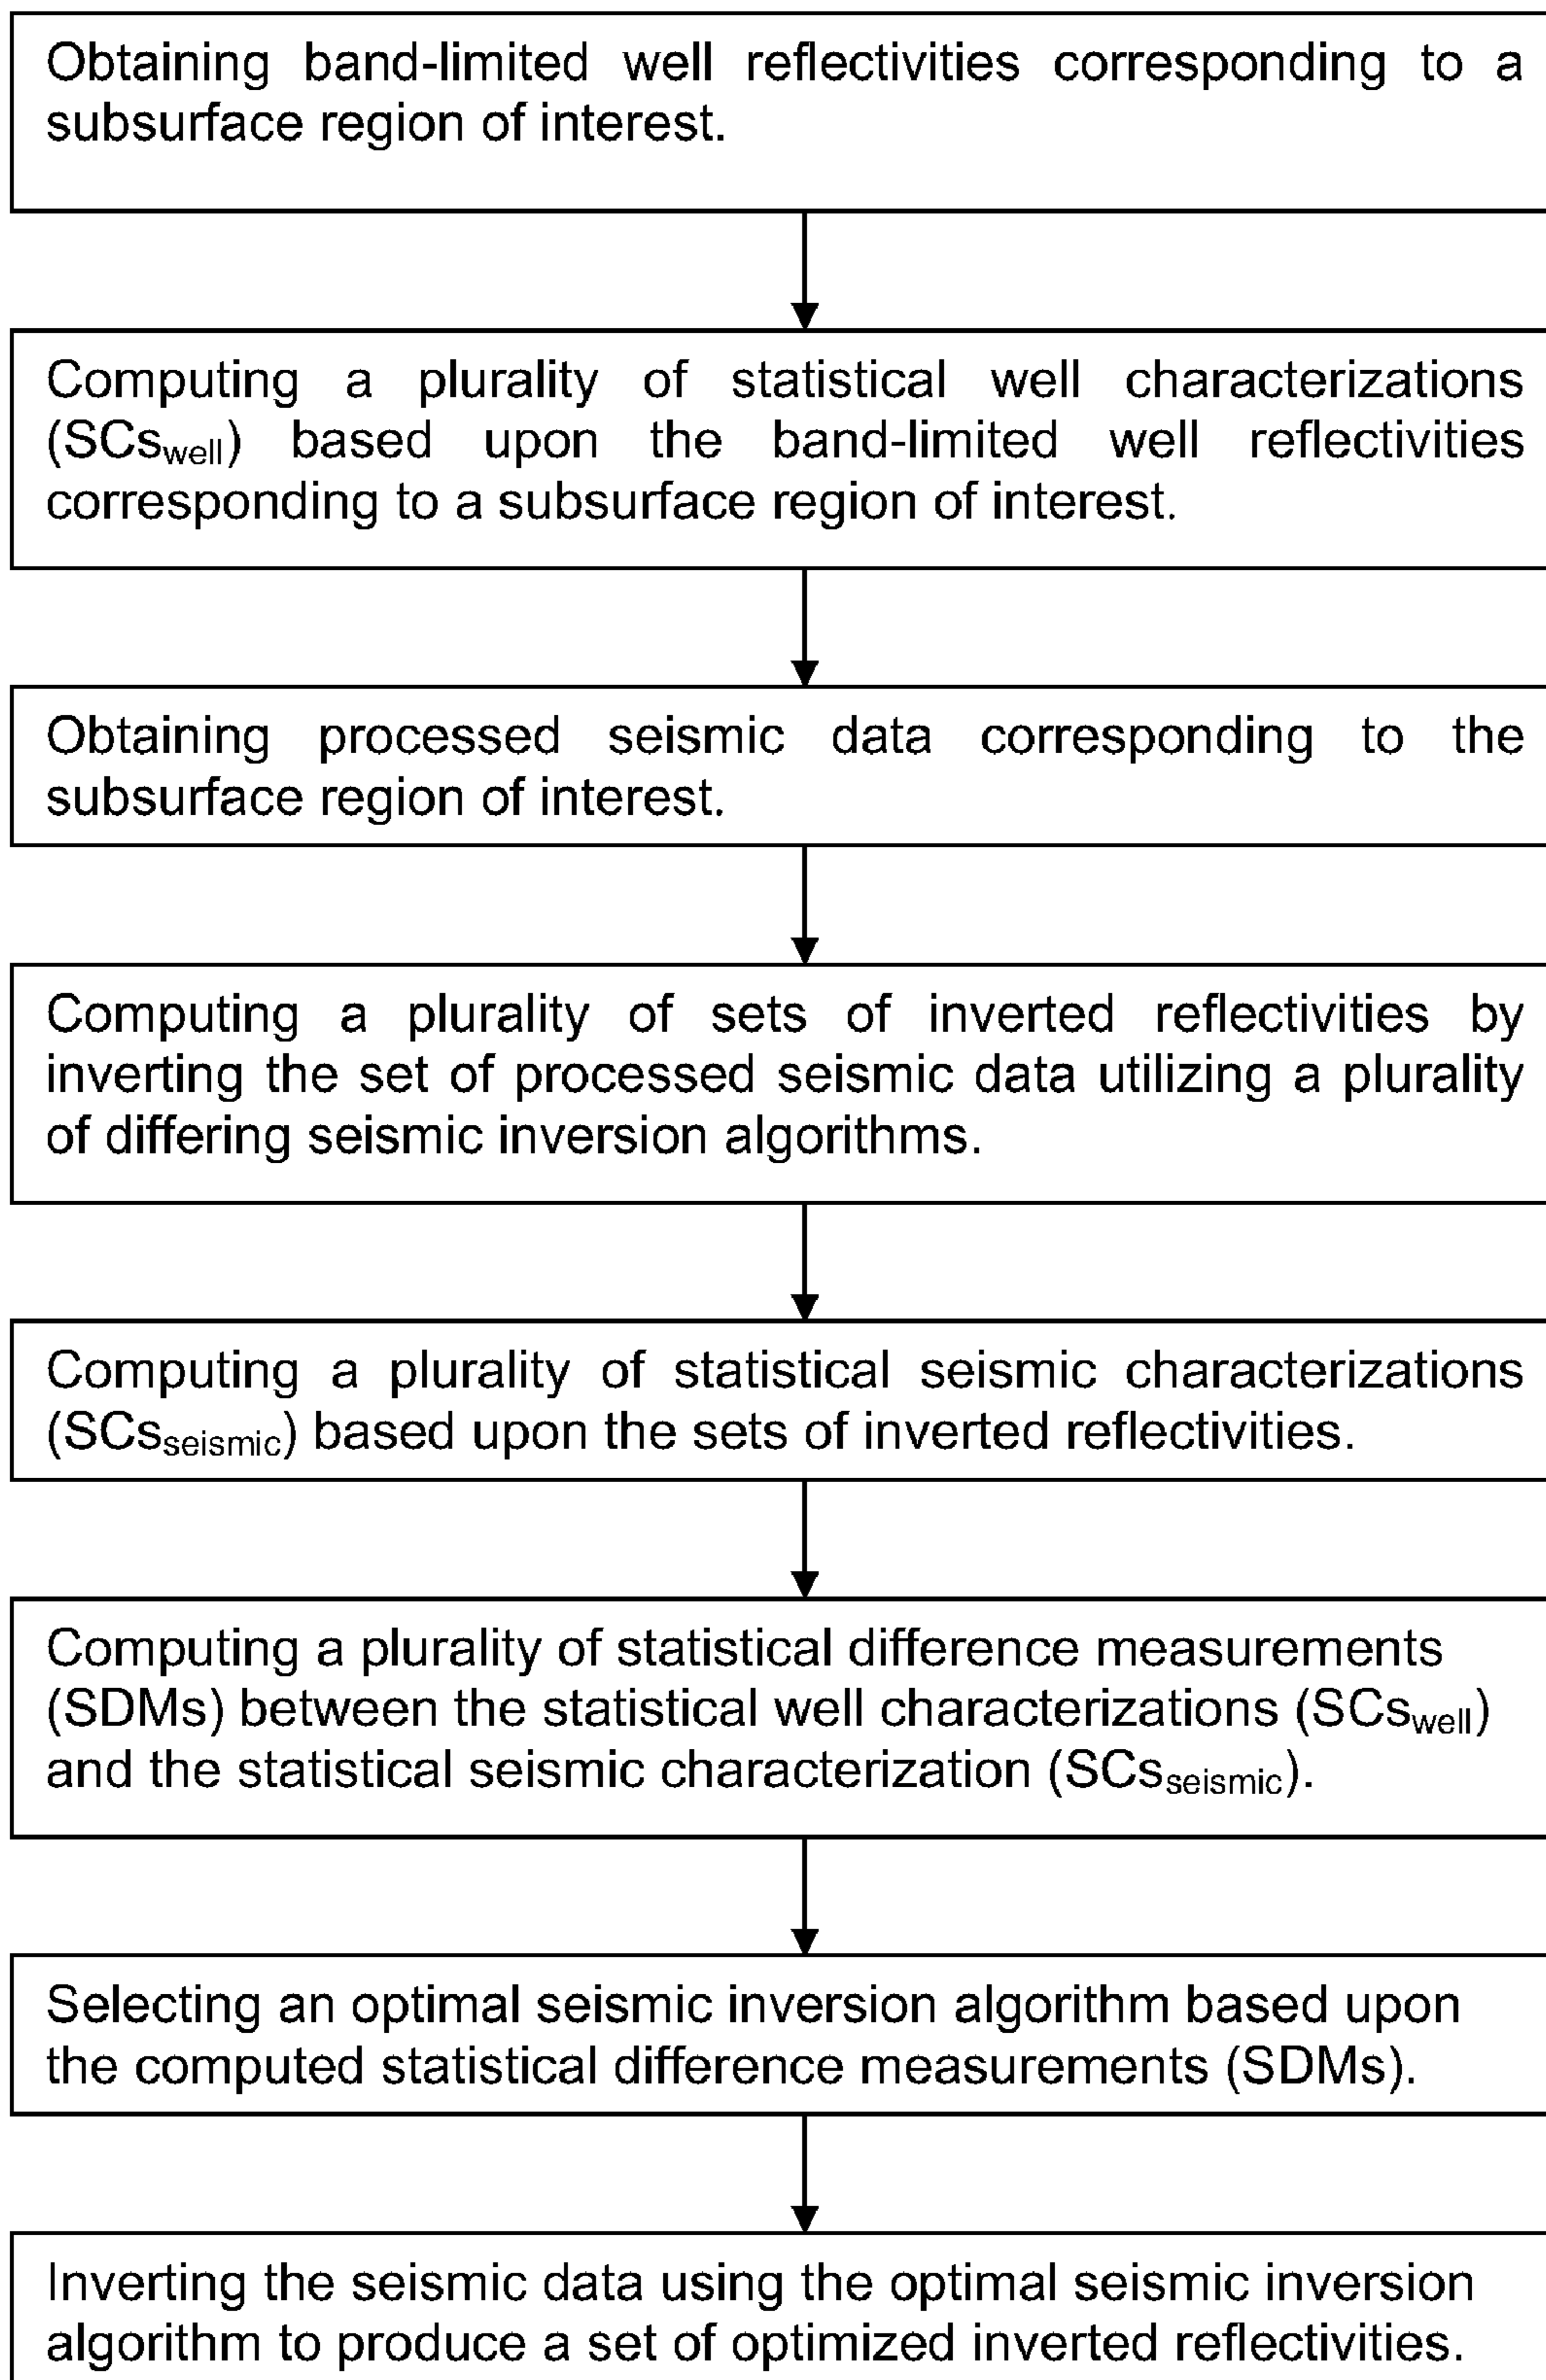 Obtaining band-limited well reflectivities corresponding to a
subsurface region of interest.
Computing a plurality of statistical well characterizations
(SCswell) based upon the band-limited well reflectivities
corresponding to a subsurface region of interest.
Obtaining processed seismic data corresponding to the
subsurface region of interest.
Computing a plurality of sets of inverted reflectivities by
inverting the set of processed seismic data utilizing a plurality
of differing seismic inversion algorithms.
Computing a plurality of statistical seismic characterizations
(SCsseismic) based upon the sets of inverted reflectivities.
Computing a plurality of statistical difference measurements
(SDMs) between the statistical well characterizations (SCswell)
and the statistical seismic characterization (SCsseismic).
Selecting an optimal seismic inversion algorithm based upon
the computed statistical difference measurements (SDMs).
Inverting the seismic data using the optimal seismic inversion
algorithm to produce a set of optimized inverted reflectivities.